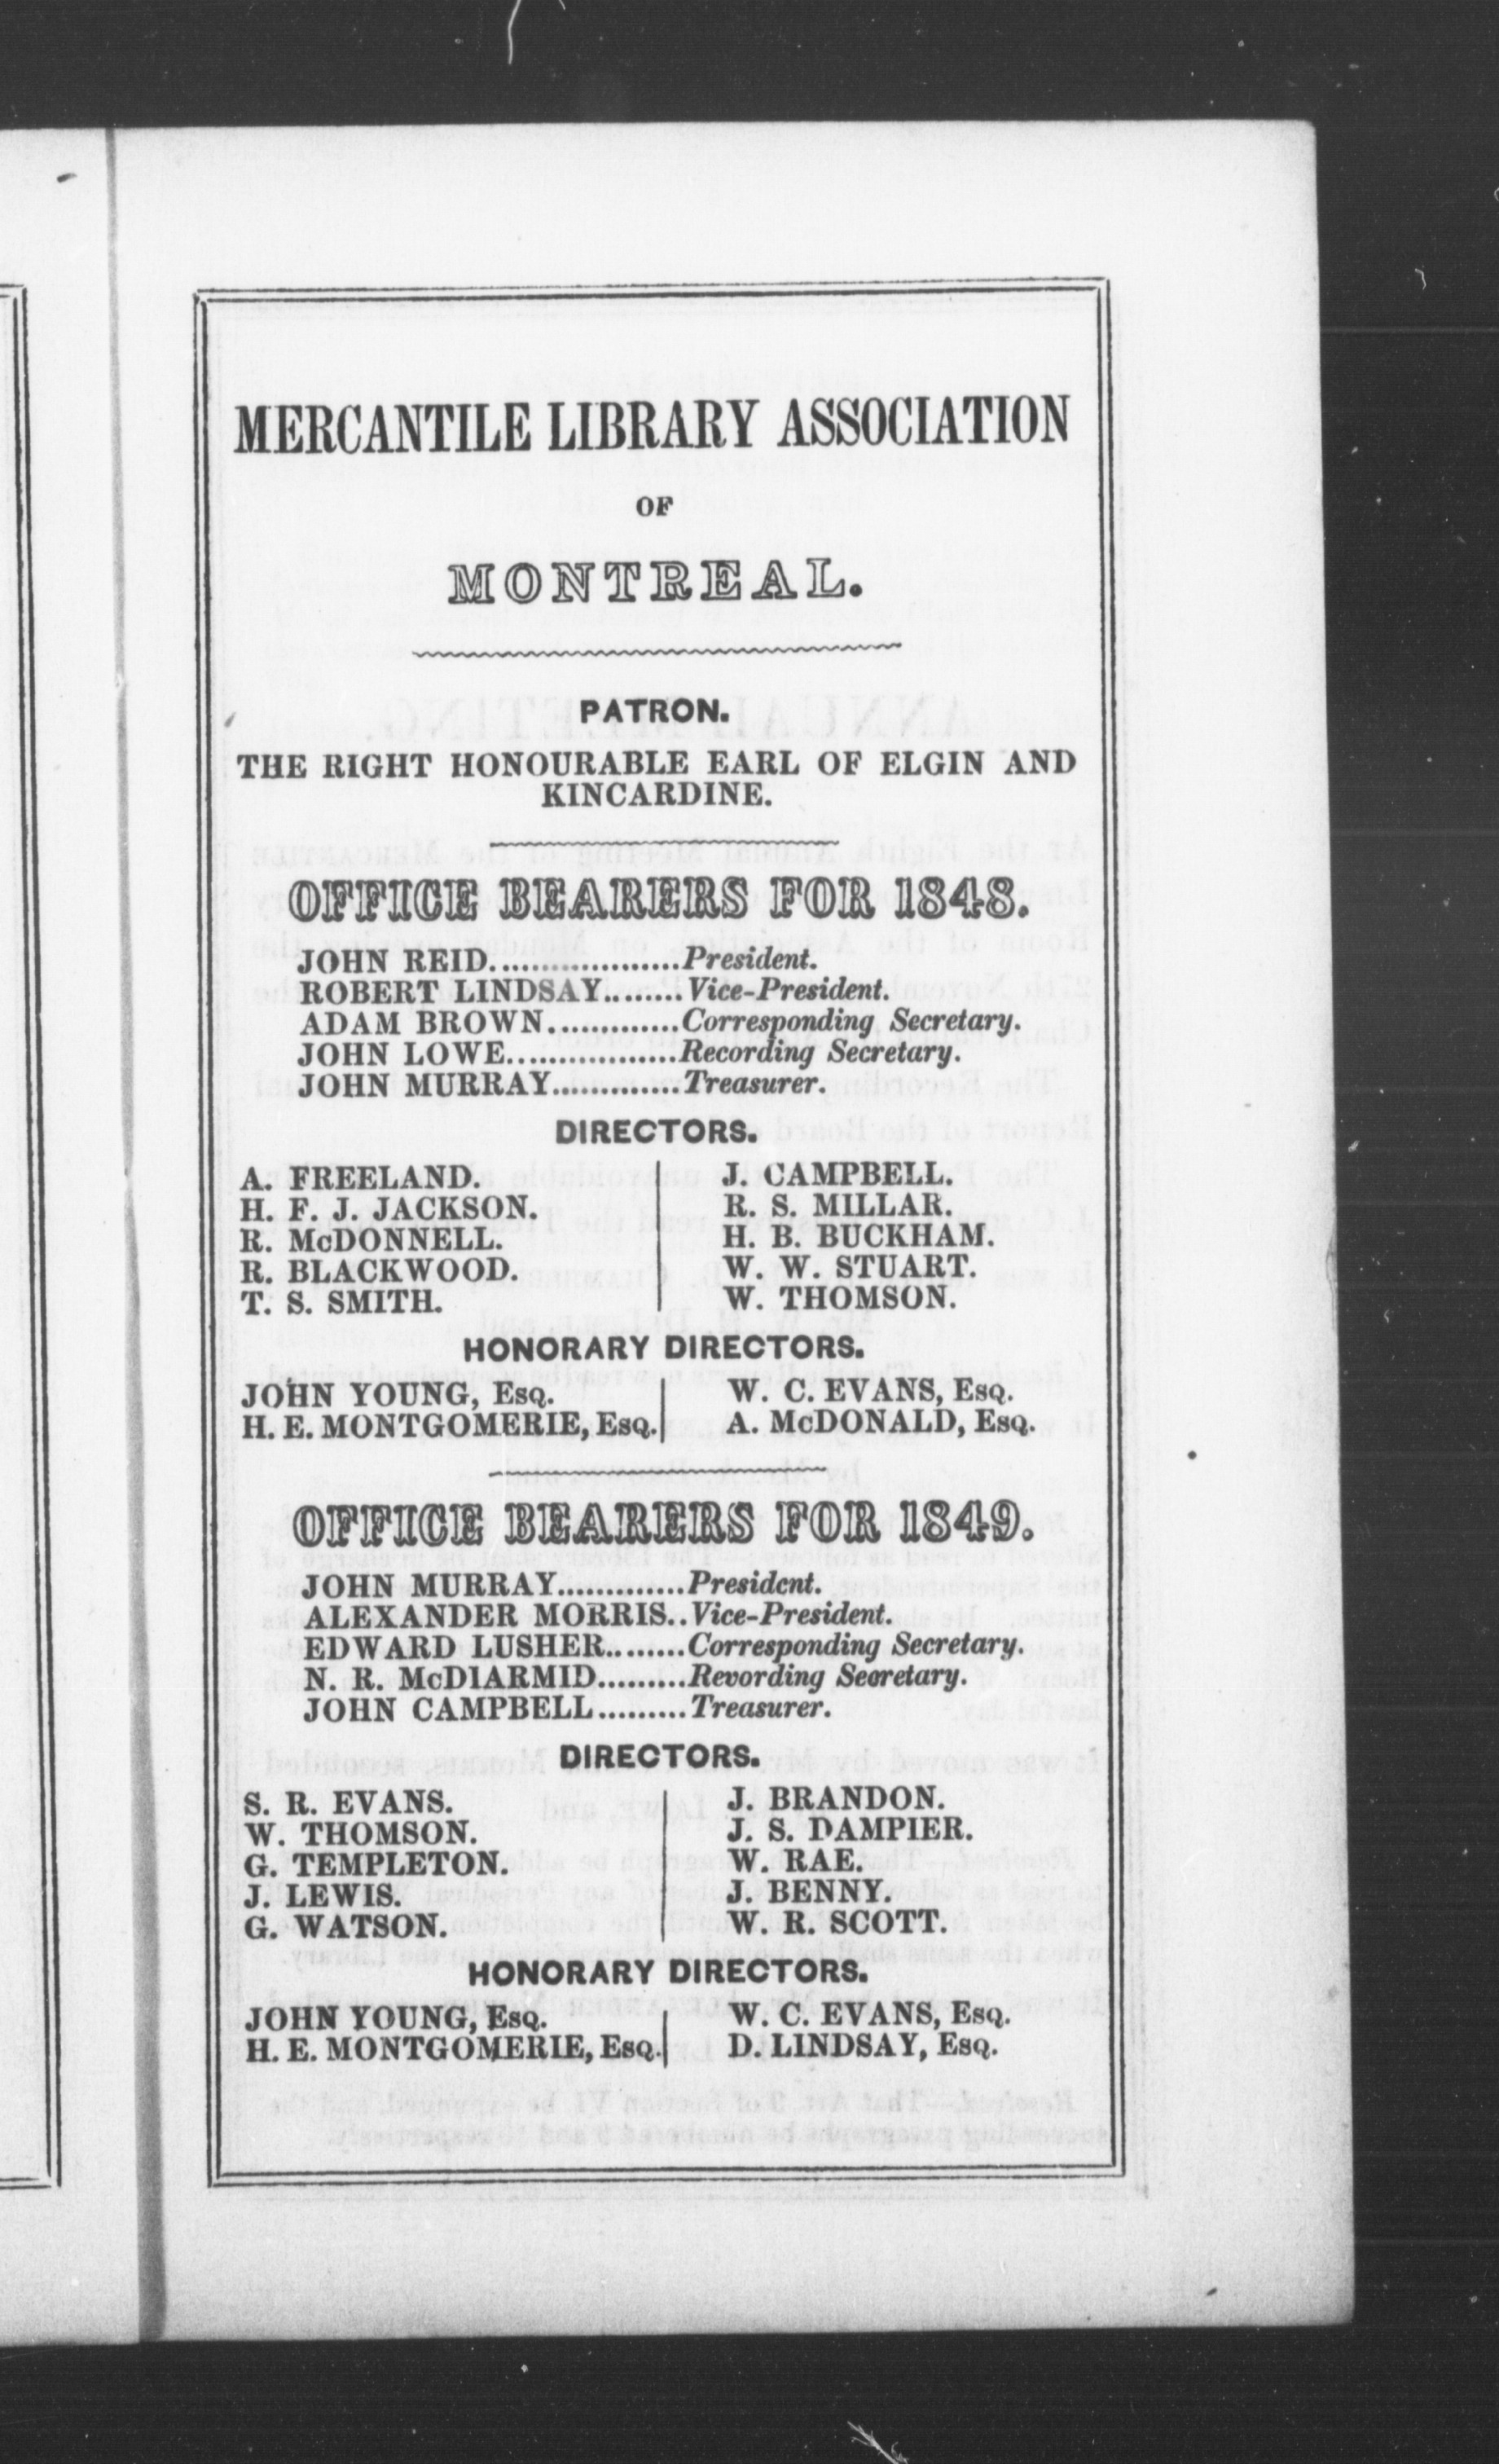 MERCANTILE LIBRARY ASSOCIATION
OF
MONTREAL.
PATRON.
THE RIGHT HONOURABLE EARL OF ELGIN AND
KINCARDINE.
OFFICE BEARERS FOR 1848.
JOHN REID...................President.
ROBERT LINDSAY........Vice-President.
ADAM BROWN.............Corresponding Secretary.
JOHN LOWE.................Recording Secretary.
JOHN MURRAY.............Treasurer.
DIRECTORS.
A. FREELAND.
H. F. J. JACKSON.
R. McDONNELL.
R. BLACKWOOD.
T. S. SMITH.
J. CAMPBELL.
R. S. MILLAR.
H. B. BUCKHAM.
W. W. STUART.
W. THOMSON.
HONORARY DIRECTORS.
JOHN YOUNG, Esq.
H. E. MONTGOMERIE, Esq.
W. C. EVANS, Esq.
A. McDONALD, Esq.
OFFICE BEARERS FOR 1849.
JOHN MURRAY.............President.
ALEXANDER MORRIS..Vice-President.
EDWARD LUSHER........Corresponding Secretary.
N. R. McDIARMID.........Revording Secretary.
JOHN CAMPBELL.........Treasurer.
DIRECTORS.
S. R. EVANS.
W. THOMSON.
G. TEMPLETON.
J. LEWIS.
G. WATSON.
J. BRANDON.
J. S. DAMPIER.
W. RAE.
J. BENNY.
W. R. SCOTT.
HONORARY DIRECTORS.
JOHN YOUNG, Esq.
H. E. MONTGOMERIE, Esq.
W. C. EVANS, Esq.
D. LINDSAY, Esq.